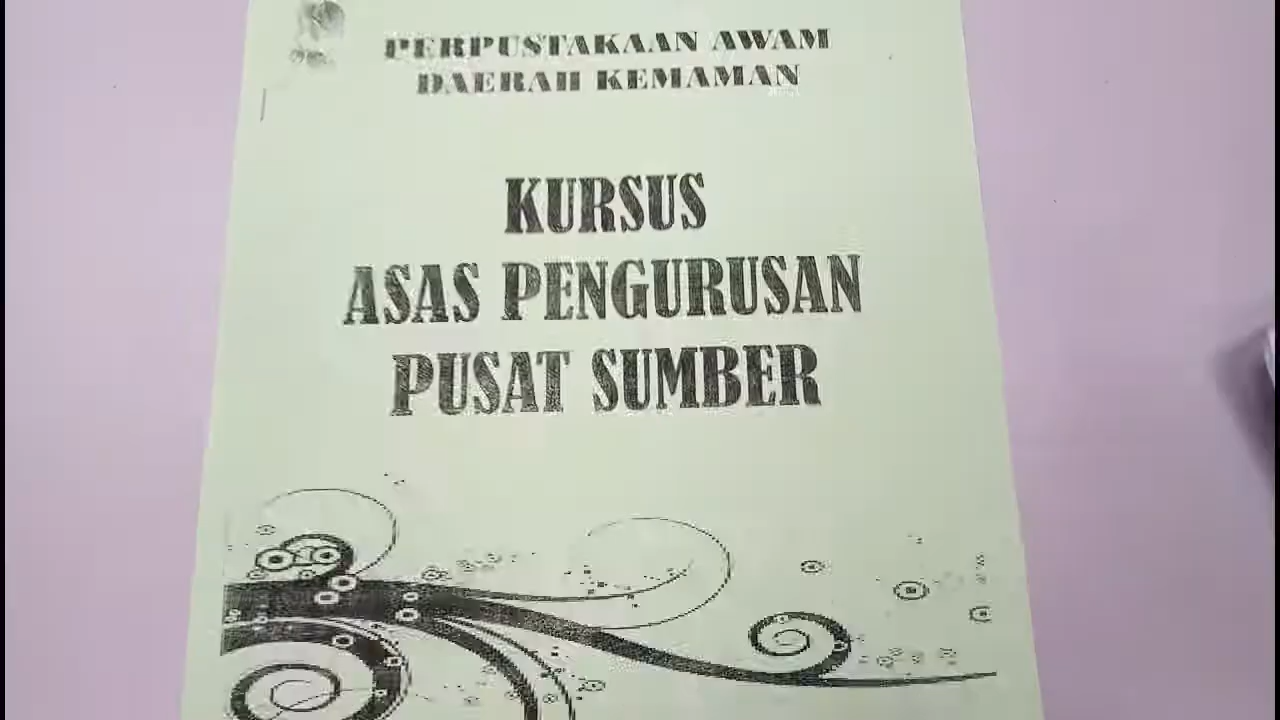 PERPUSTAKAAN AWAM
DAERAH KEMAMAN
KURSUS
ASAS PENGURUSAN
PUSAT SUMBER